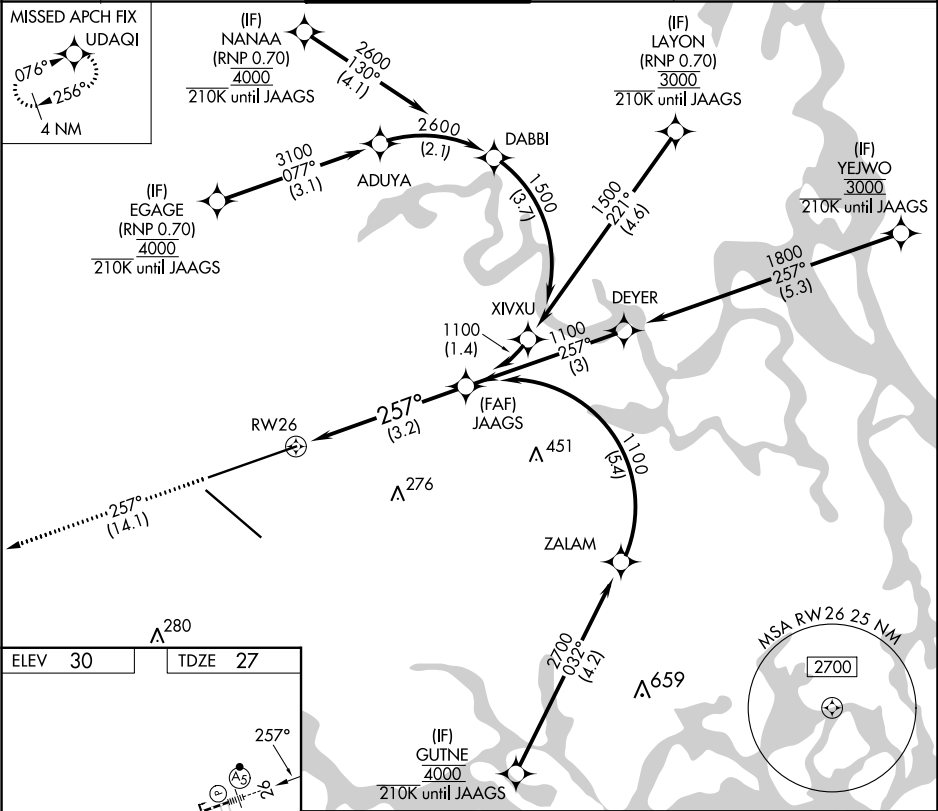 MISSED APCH FIX
UDAQI
076°
256°
4 NM
(IF)
NANAA
(RNP 0.70)
4000
210K until JAAGS
2600
130°
(4.1)
(IF)
LAYON
(RNP 0.70)
3000
210K until JAAGS
2600
(2.1)
DABBI
3100
077°
(3.1)
ADUYA
(IF)
EGAGE
(RNP 0.70)
4000
210K until JAAGS
1500
(3.7)
1500
221°
(4.6)
(IF)
YEJWO
3000
210K until JAAGS
1800
257°
(5.3)
XIVXU
DEYER
1100
(1.4)
1100
257°
(3)
(FAF)
JAAGS
257°
(3.2)
RW26
451
276
1100
(5.4)
257°
(14.1)
ZALAM
280
2700
032°
(4.2)
659
MSA RW26 25 NM
2700
ELEV 30
TDZE 27
257°
A5
P
26
(IF)
GUTNE
4000
210K until JAAGS